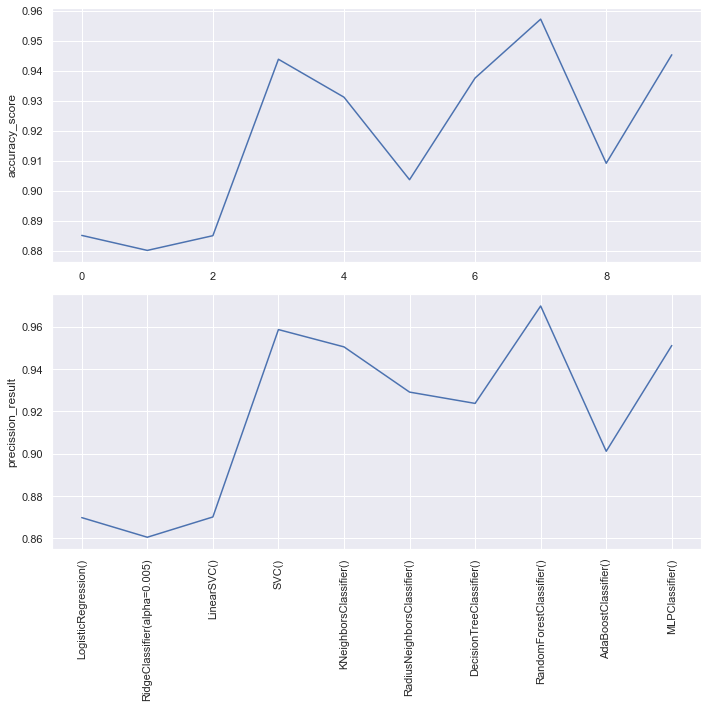 0.96
0.95
0.94
0.93
0.92
0.91
0.90
0.89
0.88
accuracy_score
0 2 4 6 8
0.96
0.94
0.92
0.90
0.88
0.86
precission_result
LogisticRegression()
RidgeClassifier(alpha=0.005)
LinearSVC()
SVC()
KNeighborsClassifier()
RadiusNeighborsClassifier()
DecisionTreeClassifier()
RandomForestClassifier()
AdaBoostClassifier()
MLPClassifier()